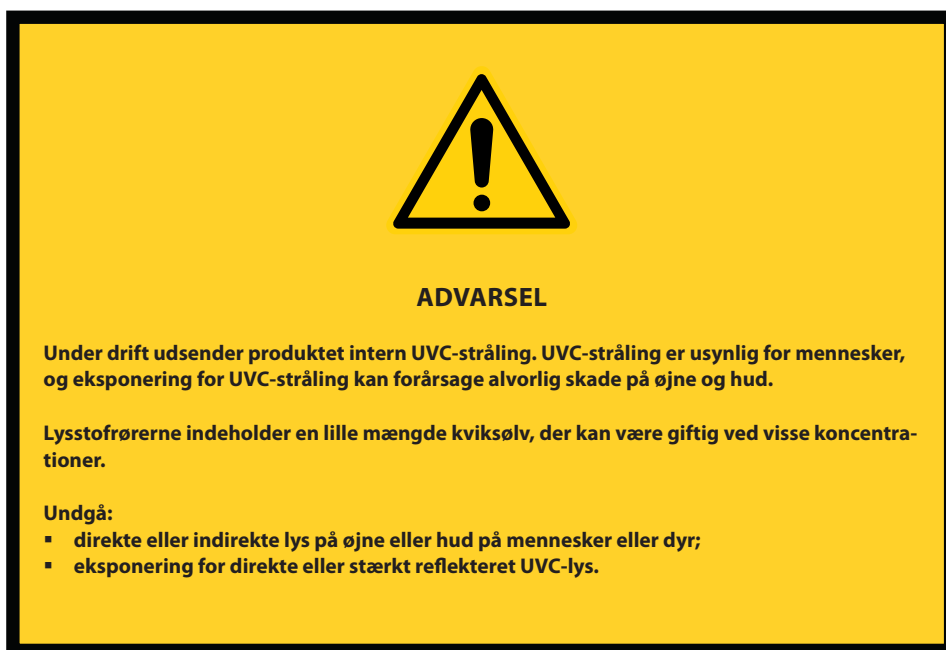 ADVARSEL
Under drift udsender produktet intern UVC-stråling. UVC-stråling er usynlig for mennesker,
og eksponering for UVC-stråling kan forårsage alvorlig skade på øjne og hud.
Lysstofrørerne indeholder en lille mængde kviksølv, der kan være giftig ved visse koncentra-
tioner.
Undgå:
▪ direkte eller indirekte lys på øjne eller hud på mennesker eller dyr;
▪ eksponering for direkte eller stærkt reflekteret UVC-lys.